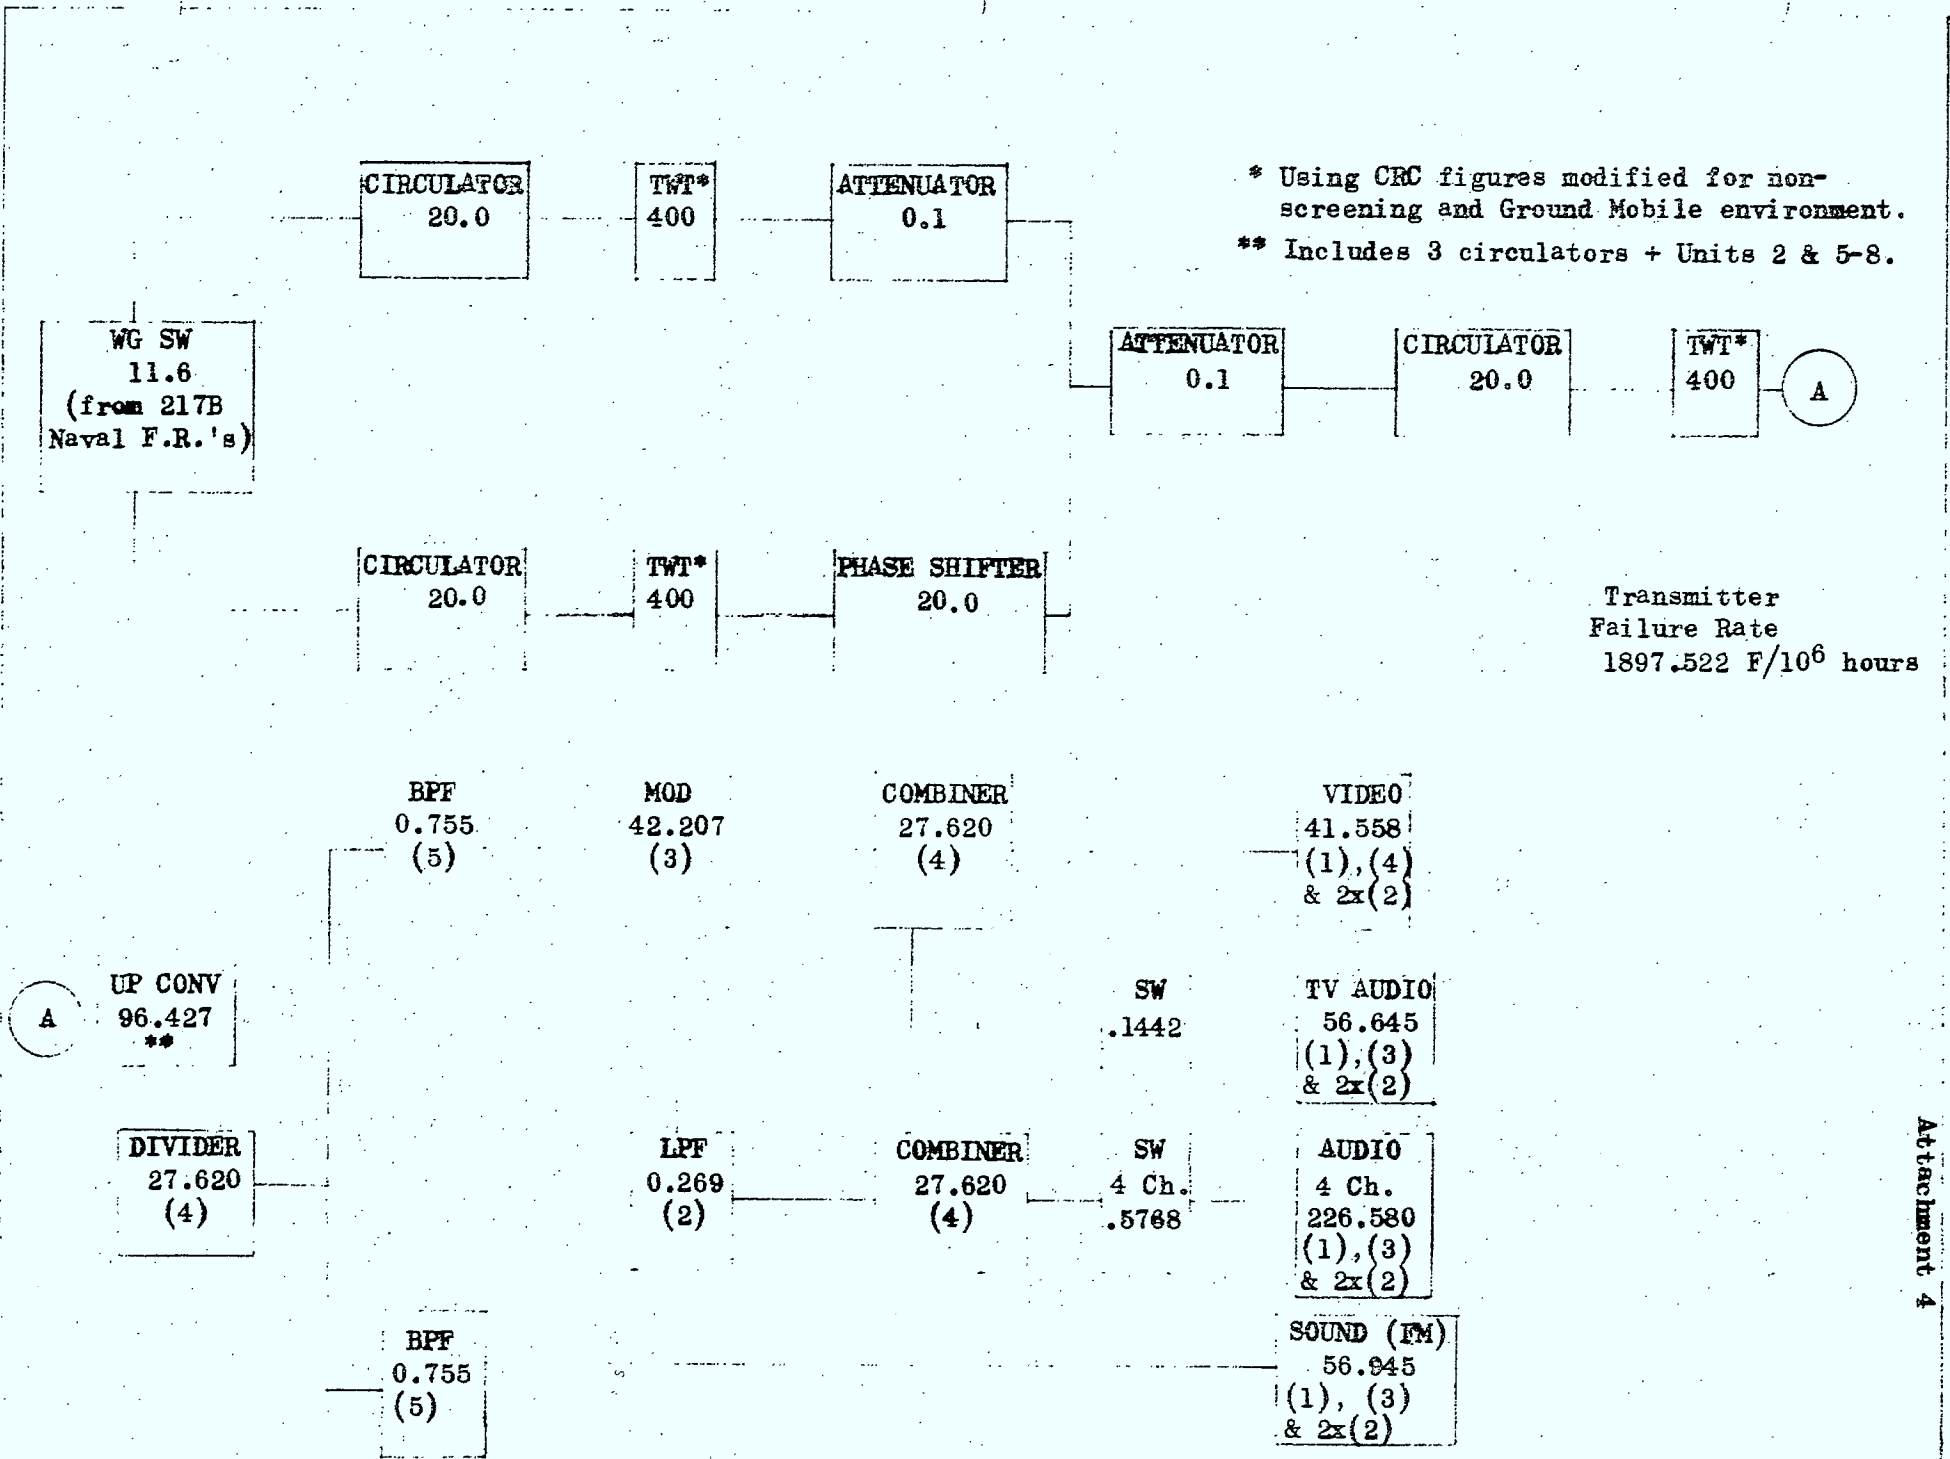 CIRCULATOR
20.0
TWT*
400
ATTENUATOR
0.1
* Using CRC figures modified for non-
screening and Ground Mobile environment.
** Includes 3 circulators + Units 2 & 5-8.
WG SW
11.6
(from 217B
Naval F.R.'s)
ATTENUATOR
0.1
CIRCULATOR
20.0
TWT*
400
A
CIRCULATOR
20.0
TWT*
400
PHASE SHIFTER
20.0
Transmitter
Failure Rate
1897.522 F/10⁶ hours
BPF
0.755
(5)
MOD
42.207
(3)
COMBINER
27.620
(4)
VIDEO
41.558
(1),(4)
& 2x(2)
A
UP CONV
96.427
**
SW
.1442
TV AUDIO
56.645
(1),(3)
& 2x(2)
DIVIDER
27.620
(4)
LPF
0.269
(2)
COMBINER
27.620
(4)
SW
4 Ch.
.5768
AUDIO
4 Ch.
226.580
(1),(3)
& 2x(2)
BPF
0.755
(5)
SOUND (FM)
56.945
(1), (3)
& 2x(2)
Attachment 4